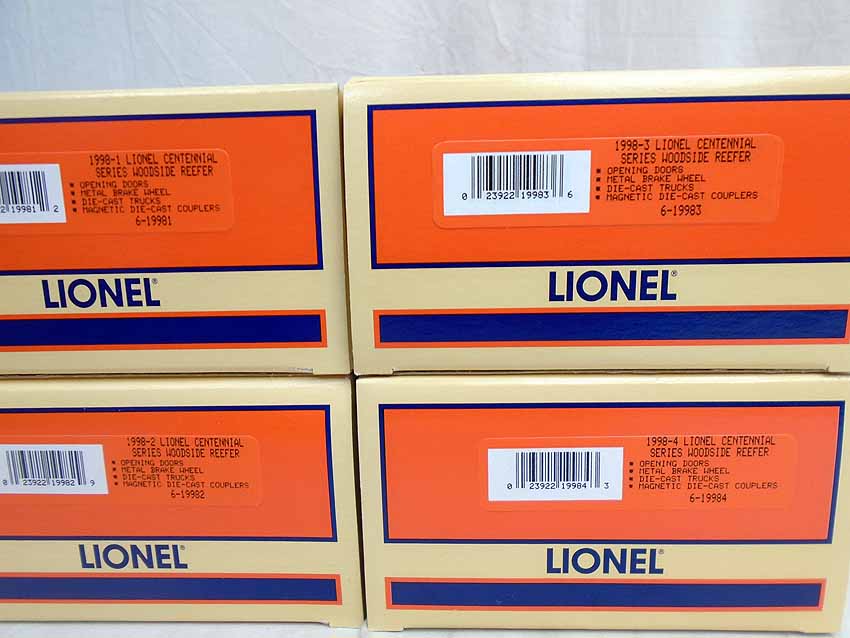 1998-1 LIONEL CENTENNIAL
SERIES WOODSIDE REEFER
* OPENING DOORS
* METAL BRAKE WHEEL
* DIE-CAST TRUCKS
* MAGNETIC DIE-CAST COUPLERS
2 19981 2
6-19981
LIONEL®
1998-3 LIONEL CENTENNIAL
SERIES WOODSIDE REEFER
* OPENING DOORS
* METAL BRAKE WHEEL
* DIE-CAST TRUCKS
* MAGNETIC DIE-CAST COUPLERS
0 23922 19983 6
6-19983
LIONEL®
1998-2 LIONEL CENTENNIAL
SERIES WOODSIDE REEFER
* OPENING DOORS
* METAL BRAKE WHEEL
* DIE-CAST TRUCKS
* MAGNETIC DIE-CAST COUPLERS
0 23922 19982 9
6-19982
LIONEL®
1998-4 LIONEL CENTENNIAL
SERIES WOODSIDE REEFER
* OPENING DOORS
* METAL BRAKE WHEEL
* DIE-CAST TRUCKS
* MAGNETIC DIE-CAST COUPLERS
0 23922 19984 3
6-19984
LIONEL®